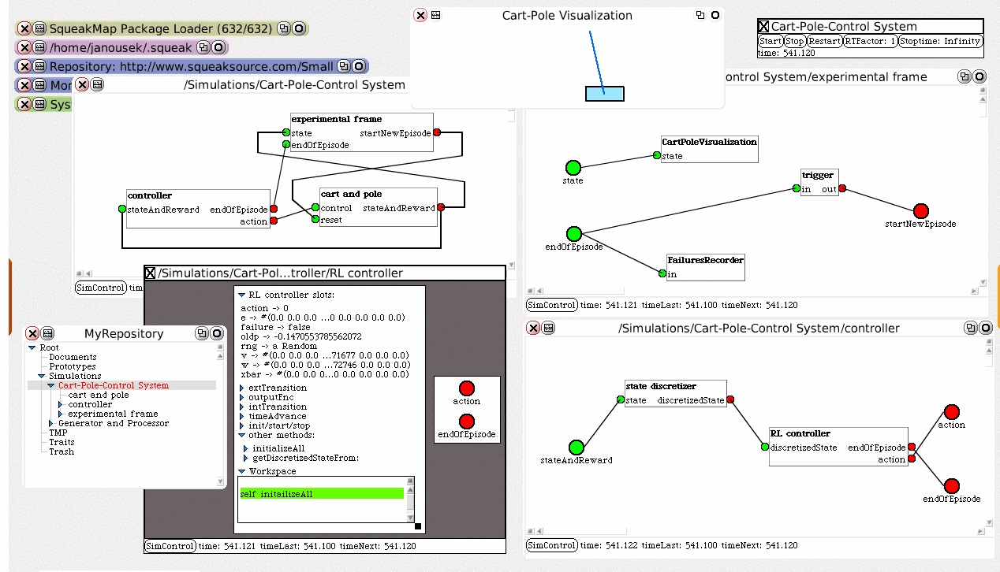 SqueakMap Package Loader (632/632)
/home/janousek/.squeak
Repository: http://www.squeaksource.com/Small
Mor
Syst
Cart-Pole Visualization
Cart-Pole-Control System
Start Stop Restart RTFactor: 1 Stoptime: Infinity
time: 541.120
/Simulations/Cart-Pole-Control System
experimental frame
state startNewEpisode
endOfEpisode
controller
stateAndReward endOfEpisode
action
cart and pole
control stateAndReward
reset
SimControl tim
ontrol System/experimental frame
CartPoleVisualization
state
state
trigger
in out
startNewEpisode
endOfEpisode
FailuresRecorder
in
SimControl time: 541.121 timeLast: 541.100 timeNext: 541.120
/Simulations/Cart-Pol...troller/RL controller
RL controller slots:
action -> 0
e -> #(0.0 0.0 0.0 ...0 0.0 0.0 0.0 0.0)
failure -> false
oldp -> -0.1470553785562072
rng -> a Random
v -> #(0.0 0.0 0.0 ...71677 0.0 0.0 0.0)
w -> #(0.0 0.0 0.0 ...72746 0.0 0.0 0.0)
xbar -> #(0.0 0.0 0...0 0.0 0.0 0.0 0.0)
extTransition
outputFnc
intTransition
timeAdvance
init/start/stop
other methods:
initializeAll
getDiscretizedStateFrom:
Workspace
self initailizeAll
action
endOfEpisode
SimControl time: 541.121 timeLast: 541.100 timeNext: 541.120
MyRepository
Root
Documents
Prototypes
Simulations
Cart-Pole-Control System
cart and pole
controller
experimental frame
Generator and Processor
TMP
Traits
Trash
/Simulations/Cart-Pole-Control System/controller
state discretizer
state discretizedState
stateAndReward
RL controller
discretizedState endOfEpisode
action
action
endOfEpisode
SimControl time: 541.122 timeLast: 541.100 timeNext: 541.120